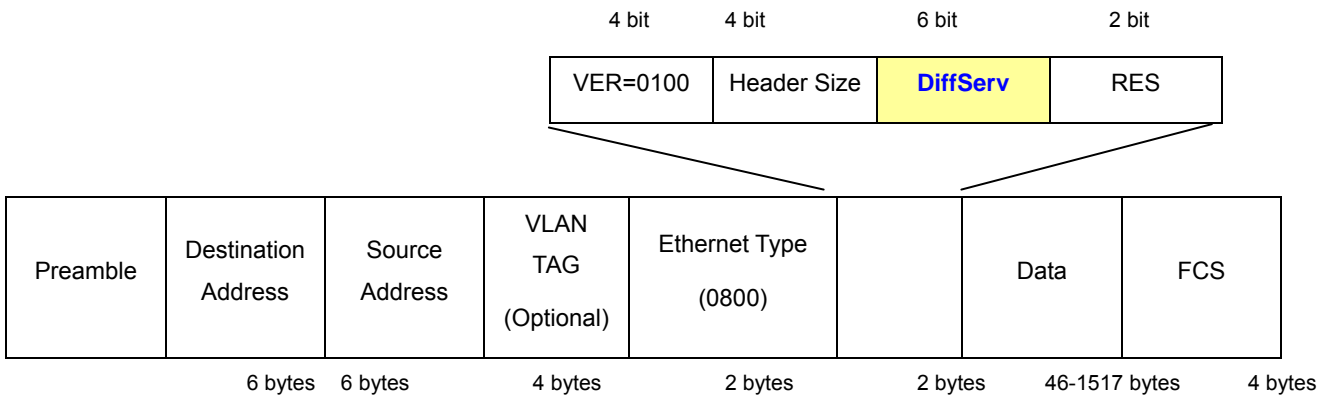 4 bit 4 bit 6 bit 2 bit
VER=0100 Header Size DiffServ RES
Preamble
Destination
Address
Source
Address
VLAN
TAG
(Optional)
Ethernet Type
(0800)
Data
FCS
6 bytes 6 bytes 4 bytes 2 bytes 2 bytes 46-1517 bytes 4 bytes